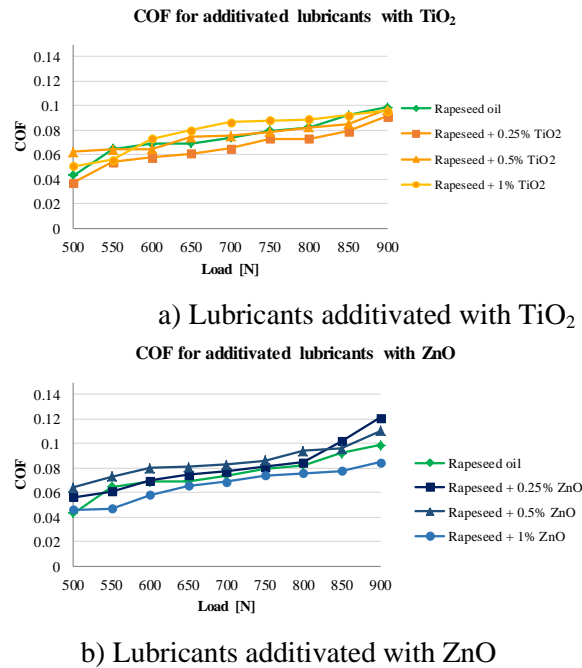 COF for additivated lubricants with TiO₂
0.14
0.12
0.1
0.08
0.06
0.04
0.02
0
COF
500 550 600 650 700 750 800 850 900
Load [N]
Rapeseed oil
Rapeseed + 0.25% TiO2
Rapeseed + 0.5% TiO2
Rapeseed + 1% TiO2
a) Lubricants additivated with TiO₂
COF for additivated lubricants with ZnO
0.14
0.12
0.1
0.08
0.06
0.04
0.02
0
COF
500 550 600 650 700 750 800 850 900
Load [N]
Rapeseed oil
Rapeseed + 0.25% ZnO
Rapeseed + 0.5% ZnO
Rapeseed + 1% ZnO
b) Lubricants additivated with ZnO